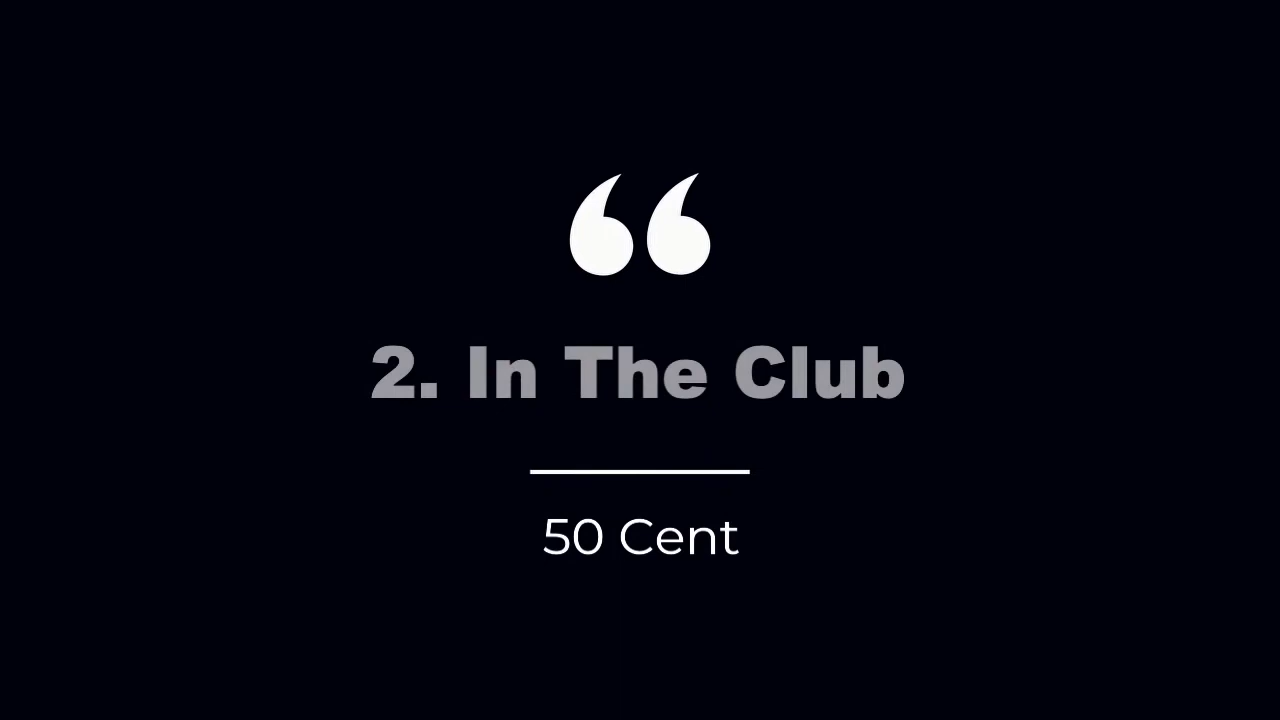 “
2. In The Club
50 Cent